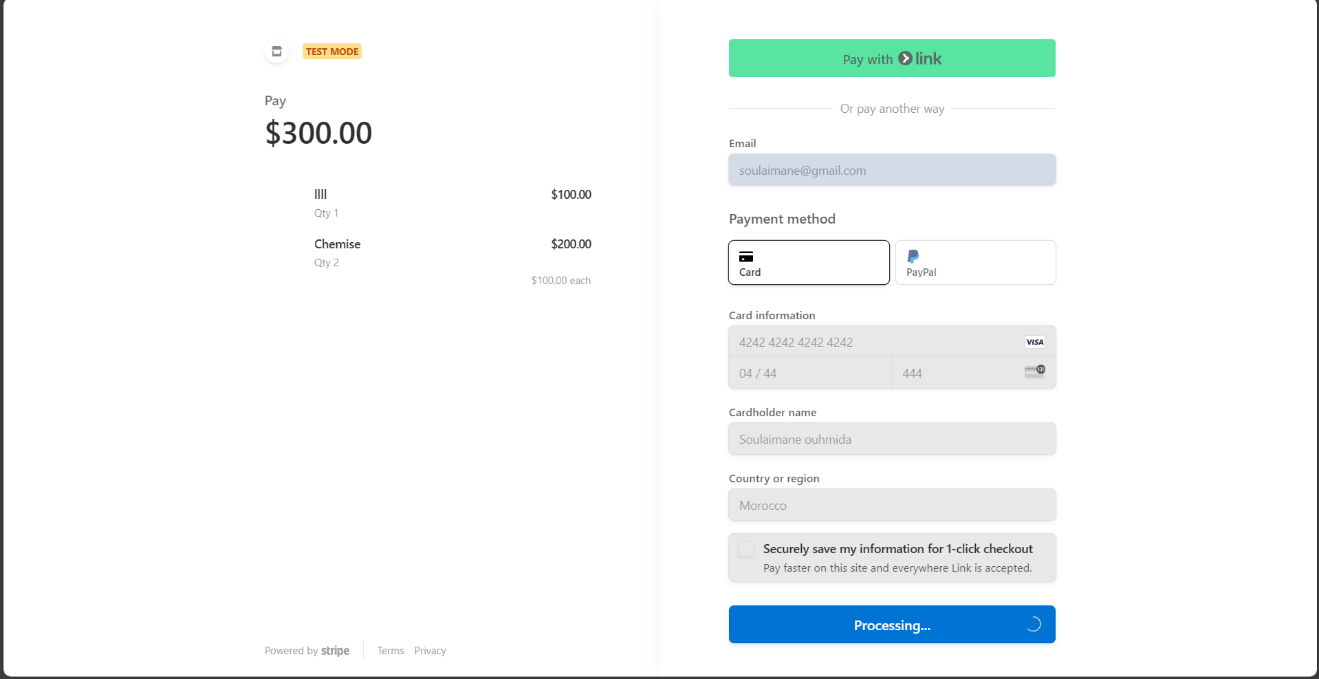 TEST MODE
Pay
$300.00
llll $100.00
Qty 1
Chemise $200.00
Qty 2
$100.00 each
Powered by stripe Terms Privacy
Pay with link
Or pay another way
Email
soulaimane@gmail.com
Payment method
Card
PayPal
Card information
4242 4242 4242 4242 VISA
04 / 44 444
Cardholder name
Soulaimane ouhmida
Country or region
Morocco
Securely save my information for 1-click checkout
Pay faster on this site and everywhere Link is accepted.
Processing...